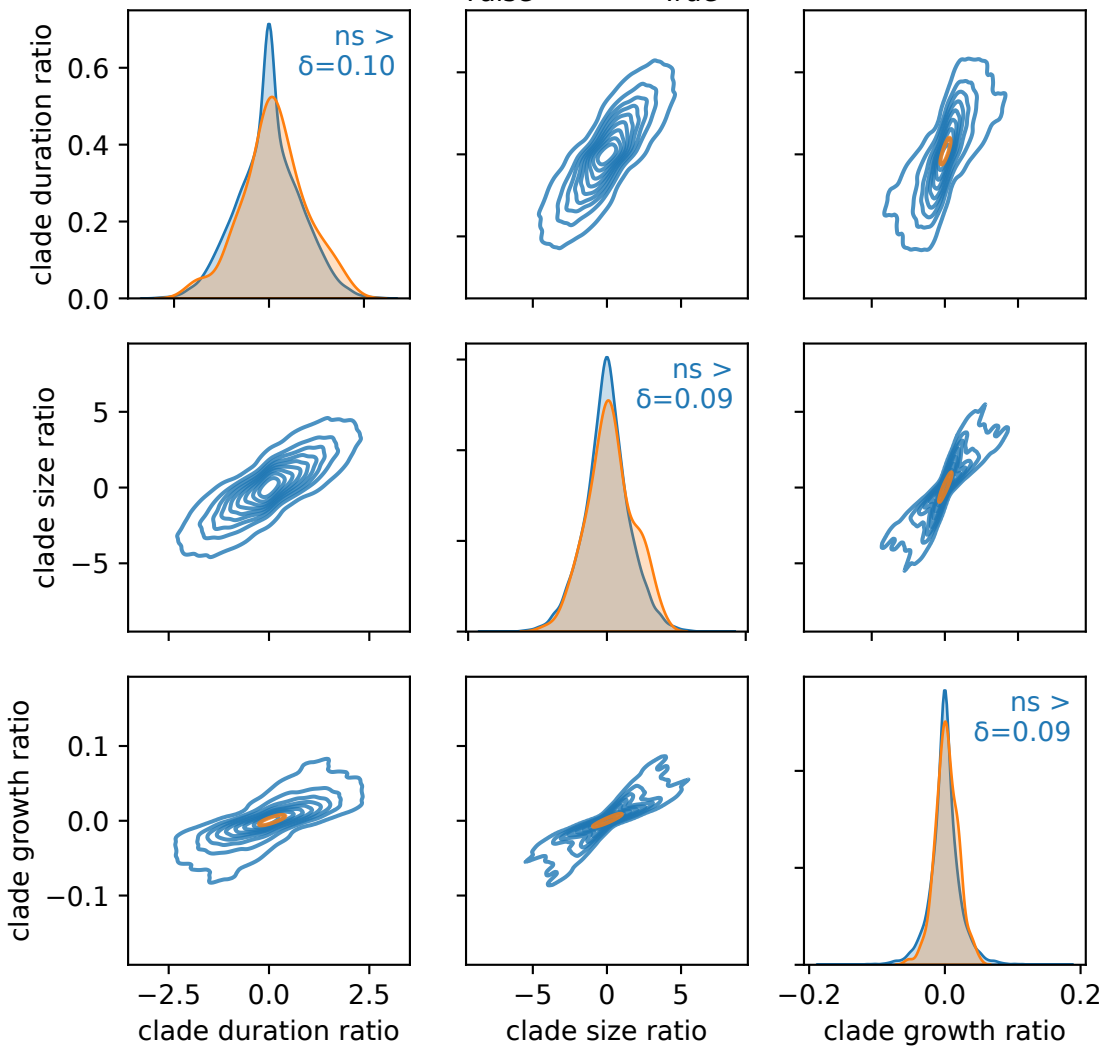 clade duration ratio
0.6
0.4
0.2
0.0
ns >
δ=0.10
clade size ratio
5
0
−5
ns >
δ=0.09
clade growth ratio
0.1
0.0
−0.1
ns >
δ=0.09
−2.5 0.0 2.5
−5 0 5
−0.2 0.0 0.2
clade duration ratio
clade size ratio
clade growth ratio